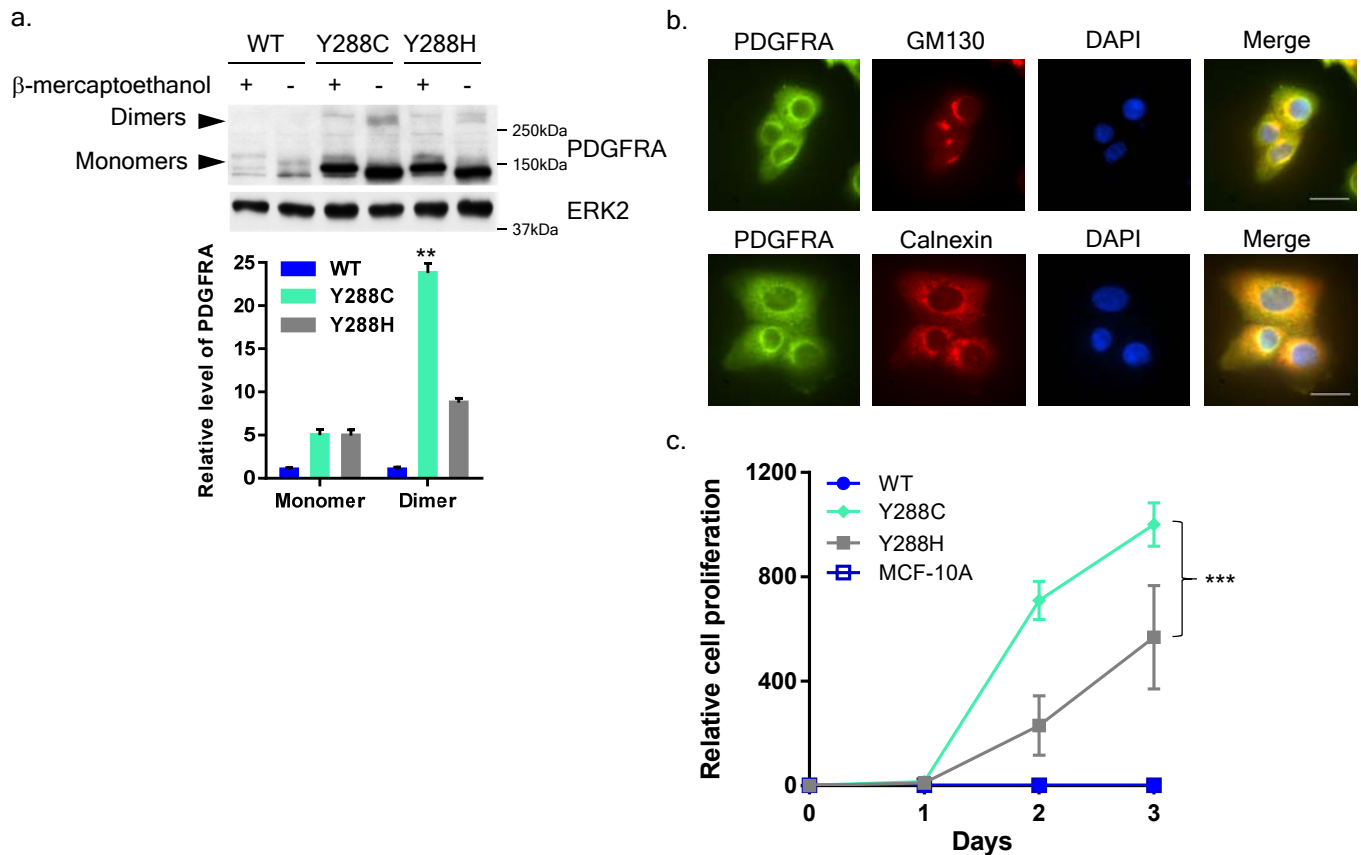 a.
WT Y288C Y288H
β-mercaptoethanol + - + - + -
Dimers
250kDa
PDGFRA
Monomers
150kDa
ERK2
37kDa
Relative level of PDGFRA
25
20
15
10
5
0
WT
Y288C
Y288H
**
Monomer Dimer
b.
PDGFRA GM130 DAPI Merge
PDGFRA Calnexin DAPI Merge
c.
Relative cell proliferation
1200
800
400
0
WT
Y288C
Y288H
MCF-10A
***
0 1 2 3
Days